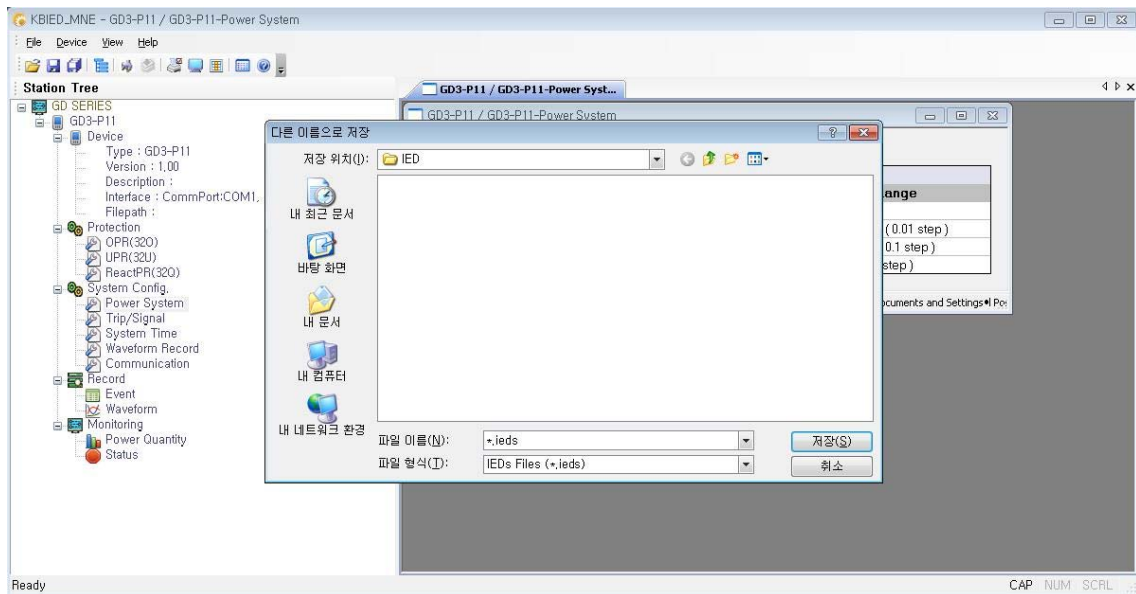 KBIED_MNE - GD3-P11 / GD3-P11-Power System
File Device View Help
Station Tree
GD3-P11 / GD3-P11-Power Syst...
GD SERIES
GD3-P11
Device
Type : GD3-P11
Version : 1,00
Description :
Interface : CommPort:COM1,
Filepath :
Protection
OPR(32O)
UPR(32U)
ReactPR(32Q)
System Config,
Power System
Trip/Signal
System Time
Waveform Record
Communication
Record
Event
Waveform
Monitoring
Power Quantity
Status
GD3-P11 / GD3-P11-Power System
ange
( 0.01 step )
0.1 step )
step )
ocuments and Settings
다른 이름으로 저장
저장 위치(I):
IED
내 최근 문서
바탕 화면
내 문서
내 컴퓨터
내 네트워크 환경
파일 이름(N):
*,ieds
저장(S)
파일 형식(T):
IEDs Files (*,ieds)
취소
Ready
CAP NUM SCRL